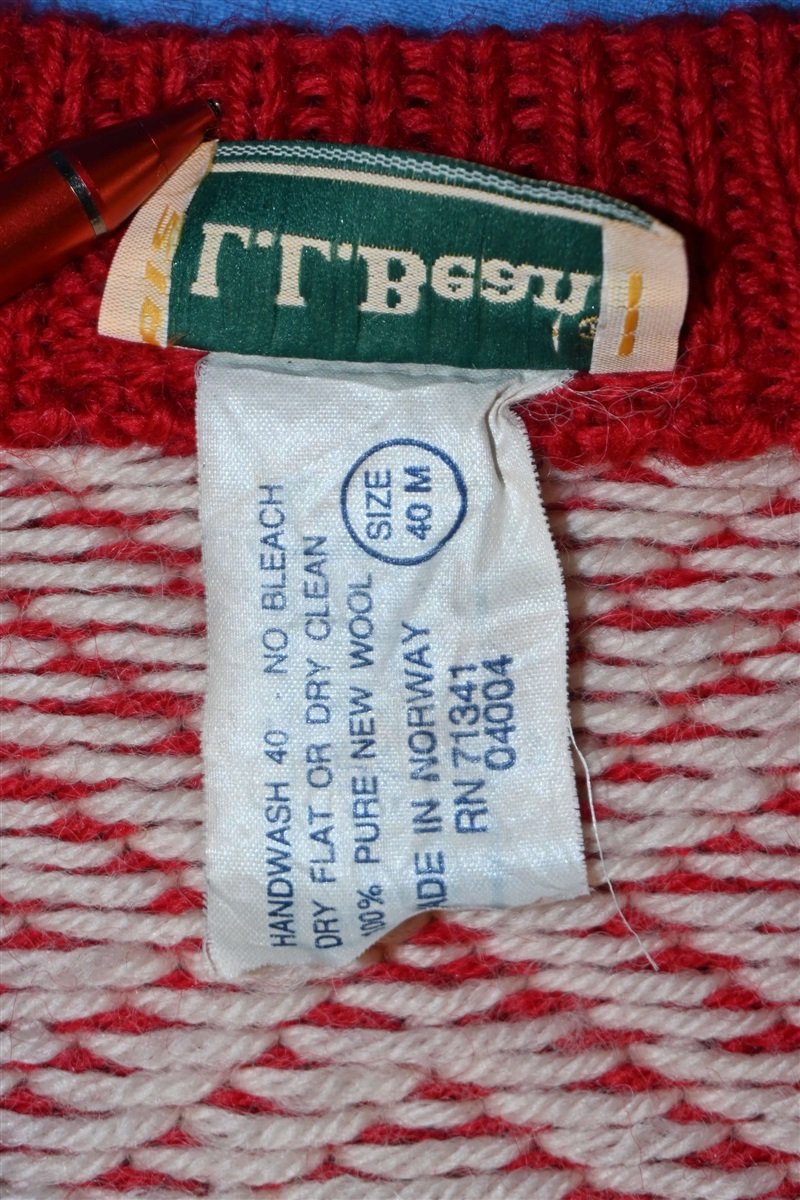 L.L.Bean®
HANDWASH 40° · NO BLEACH
DRY FLAT OR DRY CLEAN
100% PURE NEW WOOL
ADE IN NORWAY
RN 71341
04004
SIZE
40 M